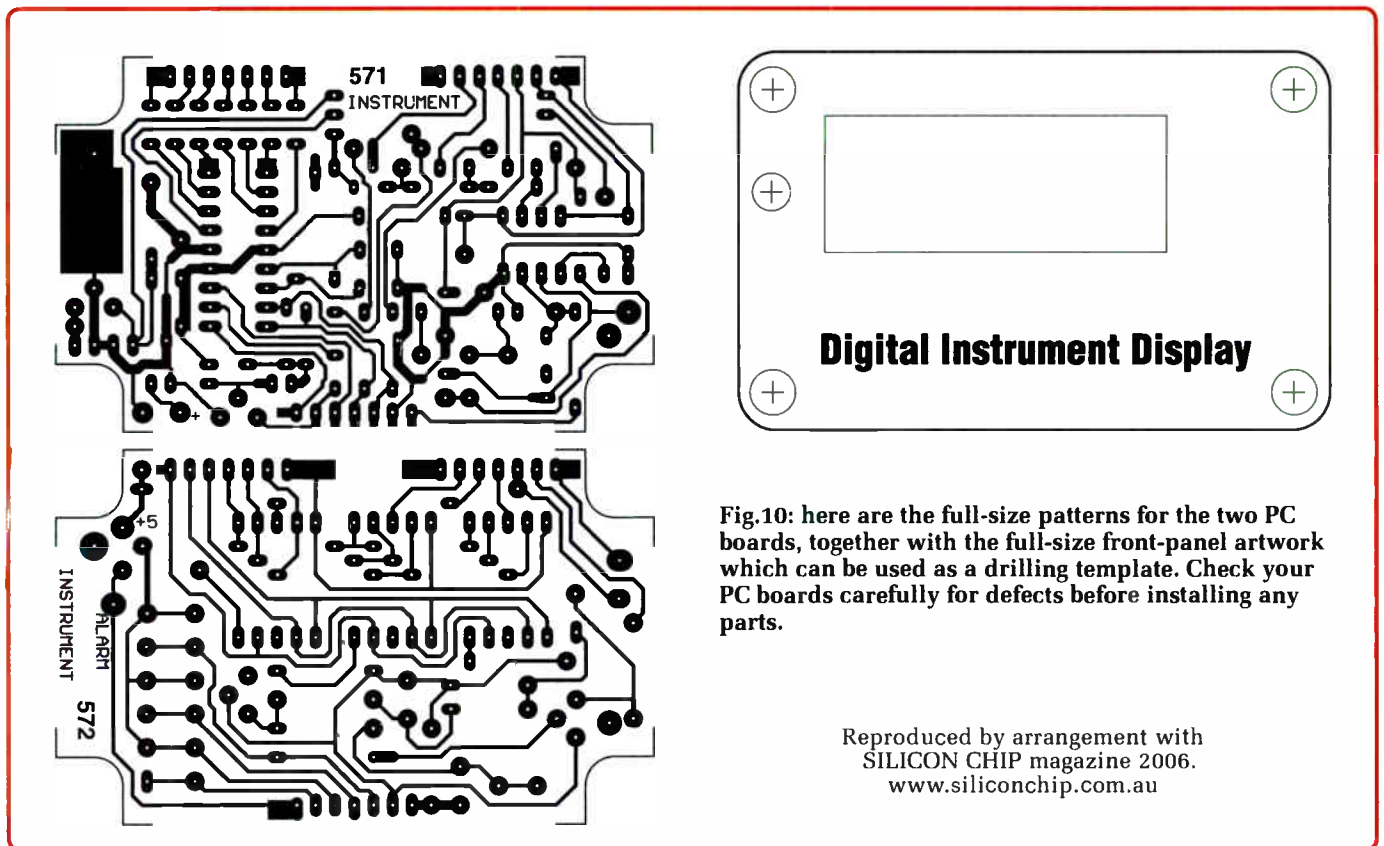 571
INSTRUMENT
+
+5
INSTRUMENT
ALARM
572
Digital Instrument Display
Fig.10: here are the full-size patterns for the two PC
boards, together with the full-size front-panel artwork
which can be used as a drilling template. Check your
PC boards carefully for defects before installing any
parts.
Reproduced by arrangement with
SILICON CHIP magazine 2006.
www.siliconchip.com.au